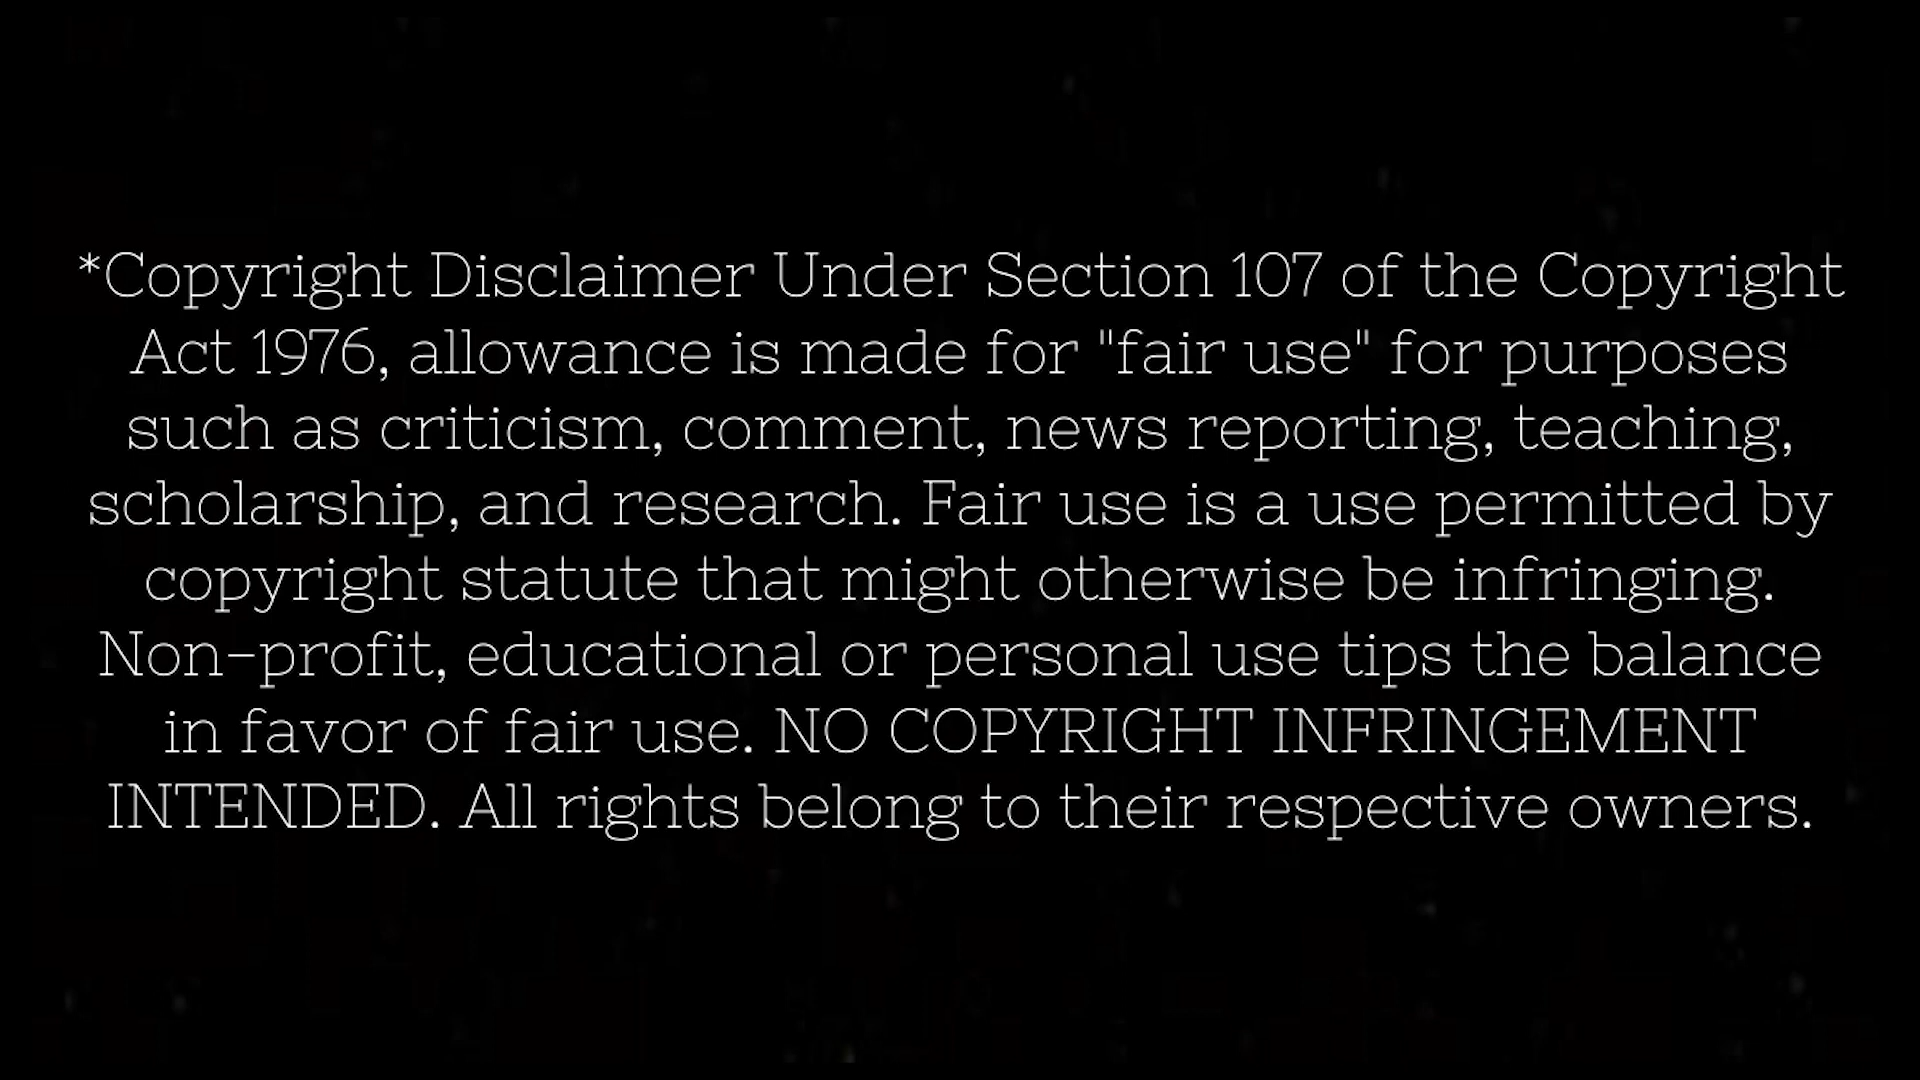 *Copyright Disclaimer Under Section 107 of the Copyright
Act 1976, allowance is made for "fair use" for purposes
such as criticism, comment, news reporting, teaching,
scholarship, and research. Fair use is a use permitted by
copyright statute that might otherwise be infringing.
Non-profit, educational or personal use tips the balance
in favor of fair use. NO COPYRIGHT INFRINGEMENT
INTENDED. All rights belong to their respective owners.